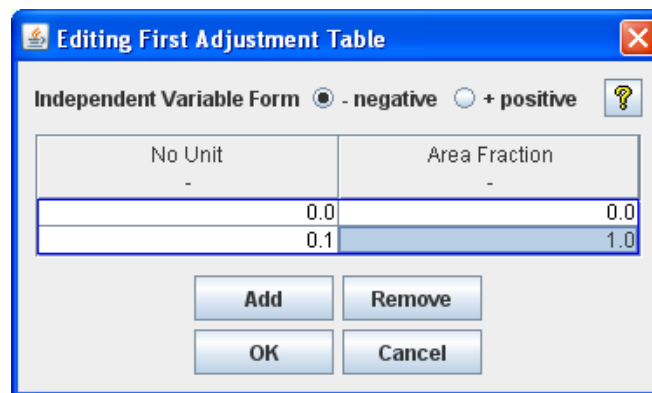 Editing First Adjustment Table
Independent Variable Form - negative + positive ?
No Unit Area Fraction
- -
0.0 0.0
0.1 1.0
Add Remove
OK Cancel